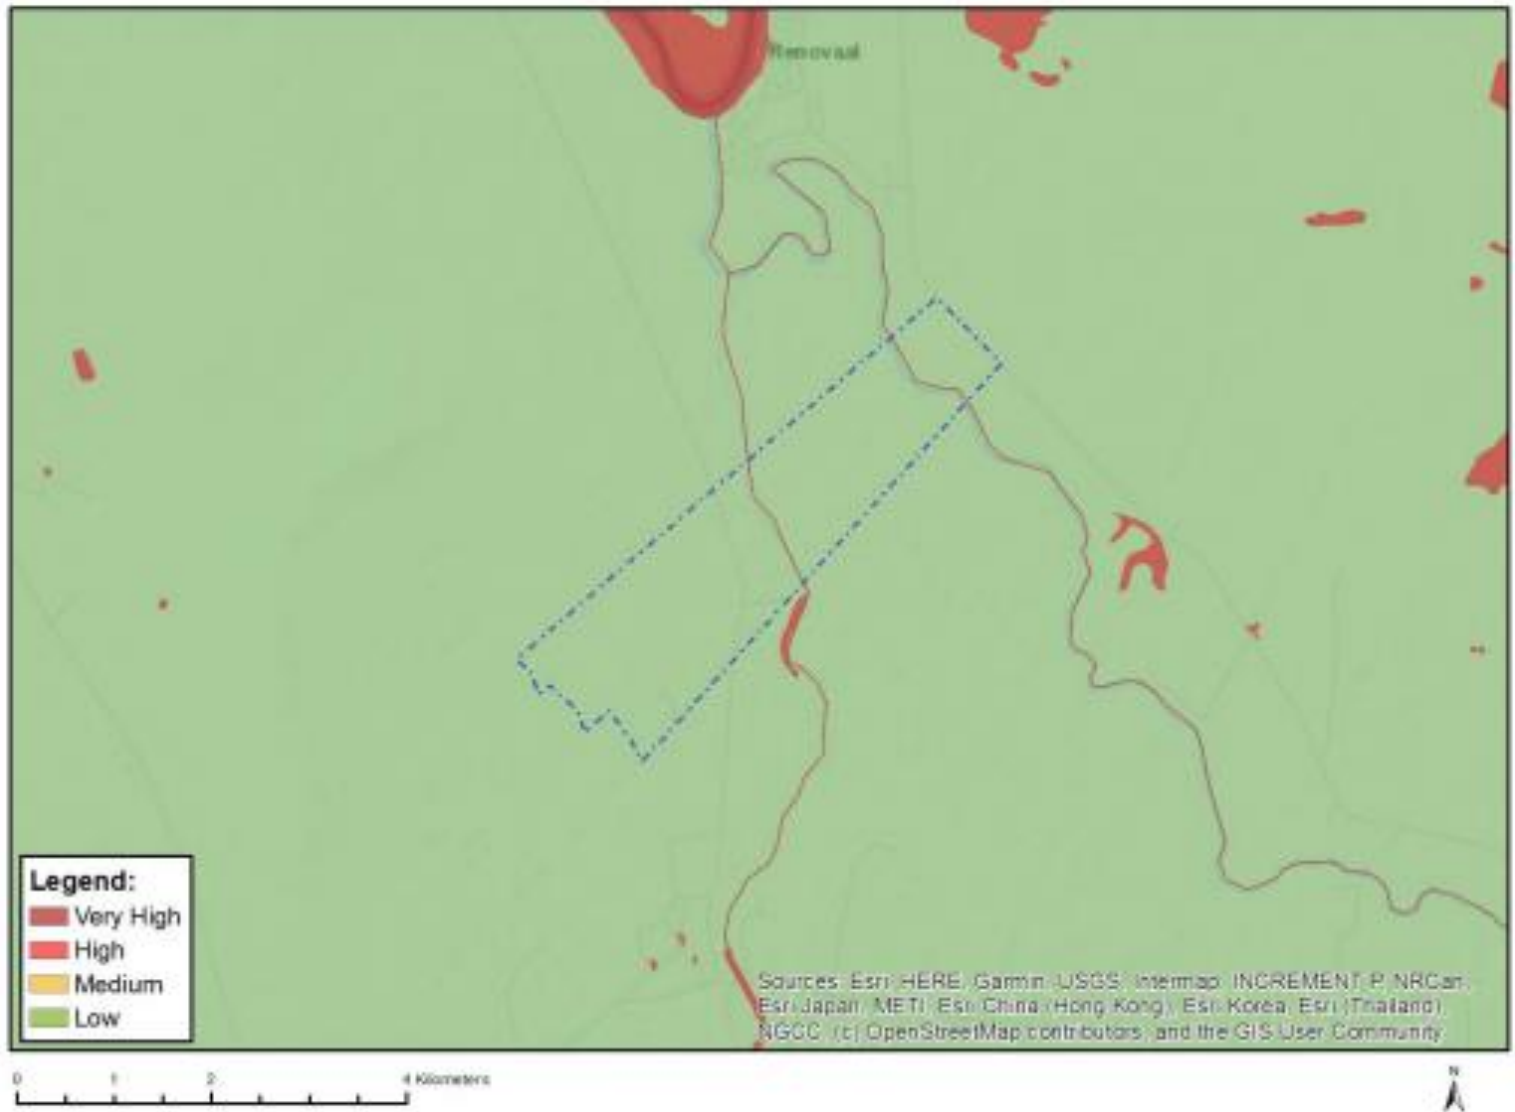 Renovaal
Legend:
Very High
High
Medium
Low
Sources: Esri, HERE, Garmin, USGS, Intermap, INCREMENT P, NRCan,
Esri Japan, METI, Esri China (Hong Kong), Esri Korea, Esri (Thailand),
NGCC, (c) OpenStreetMap contributors, and the GIS User Community
0 1 2 4 Kilometers
N